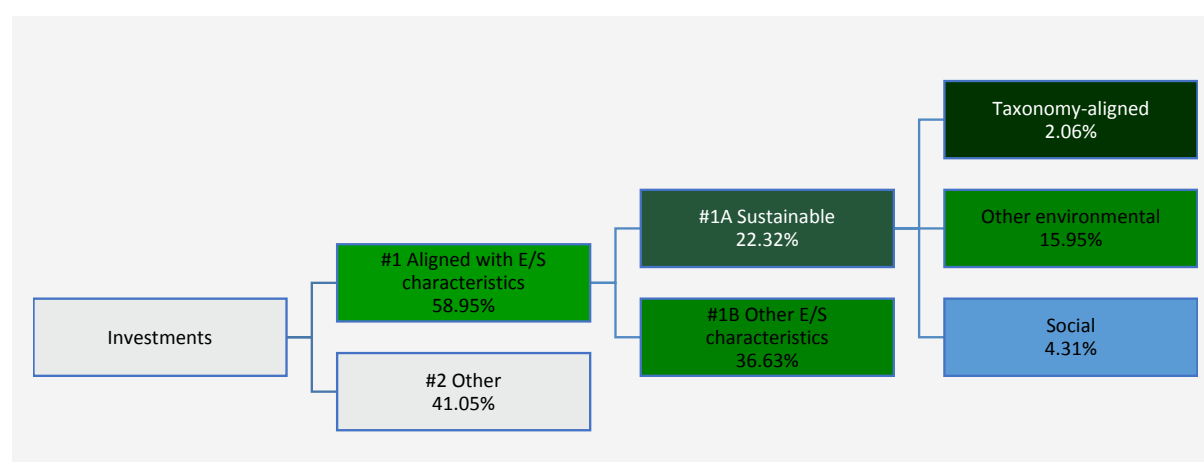 Investments
#1 Aligned with E/S
characteristics
58.95%
#2 Other
41.05%
#1A Sustainable
22.32%
#1B Other E/S
characteristics
36.63%
Taxonomy-aligned
2.06%
Other environmental
15.95%
Social
4.31%